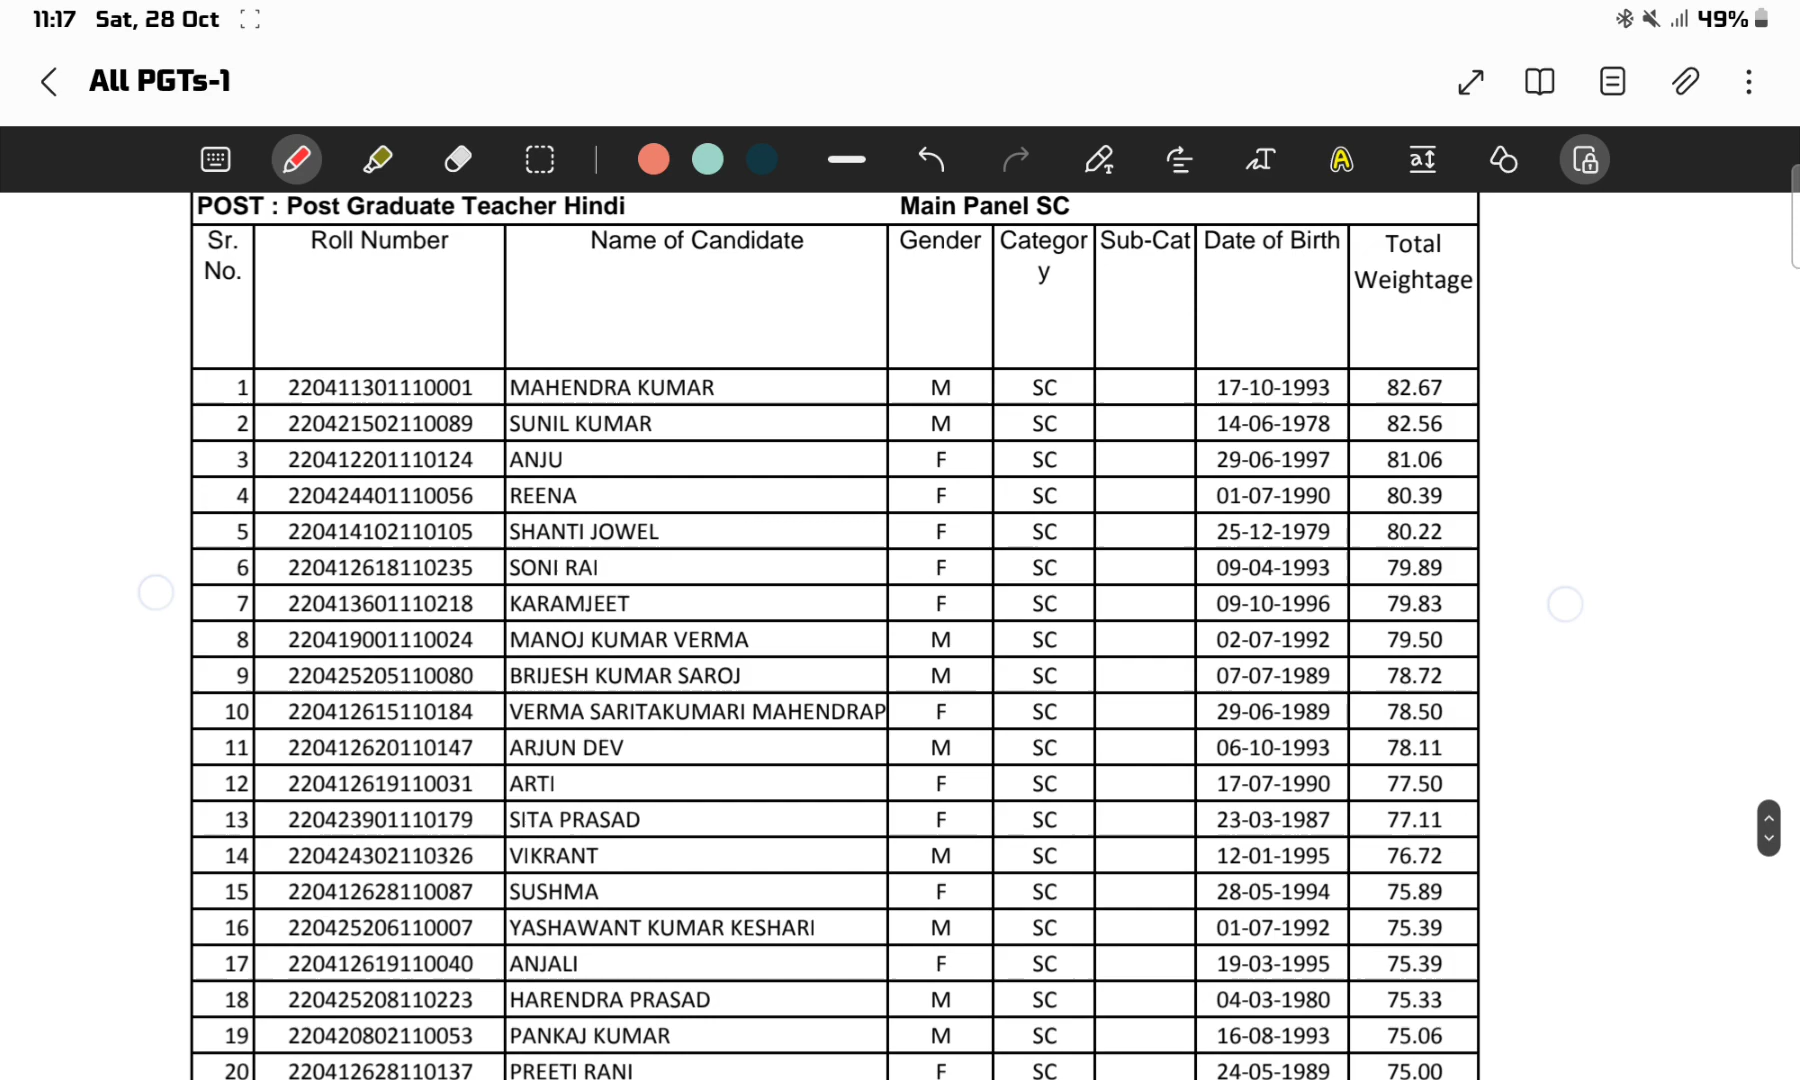 11:17 Sat, 28 Oct 49%
All PGTs-1
POST : Post Graduate Teacher Hindi Main Panel SC
Sr. No. Roll Number Name of Candidate Gender Category Sub-Cat Date of Birth Total Weightage
1 220411301110001 MAHENDRA KUMAR M SC 17-10-1993 82.67
2 220421502110089 SUNIL KUMAR M SC 14-06-1978 82.56
3 220412201110124 ANJU F SC 29-06-1997 81.06
4 220424401110056 REENA F SC 01-07-1990 80.39
5 220414102110105 SHANTI JOWEL F SC 25-12-1979 80.22
6 220412618110235 SONI RAI F SC 09-04-1993 79.89
7 220413601110218 KARAMJEET F SC 09-10-1996 79.83
8 220419001110024 MANOJ KUMAR VERMA M SC 02-07-1992 79.50
9 220425205110080 BRIJESH KUMAR SAROJ M SC 07-07-1989 78.72
10 220412615110184 VERMA SARITAKUMARI MAHENDRAP F SC 29-06-1989 78.50
11 220412620110147 ARJUN DEV M SC 06-10-1993 78.11
12 220412619110031 ARTI F SC 17-07-1990 77.50
13 220423901110179 SITA PRASAD F SC 23-03-1987 77.11
14 220424302110326 VIKRANT M SC 12-01-1995 76.72
15 220412628110087 SUSHMA F SC 28-05-1994 75.89
16 220425206110007 YASHAWANT KUMAR KESHARI M SC 01-07-1992 75.39
17 220412619110040 ANJALI F SC 19-03-1995 75.39
18 220425208110223 HARENDRA PRASAD M SC 04-03-1980 75.33
19 220420802110053 PANKAJ KUMAR M SC 16-08-1993 75.06
20 220412628110137 PREETI RANI F SC 24-05-1989 75.00